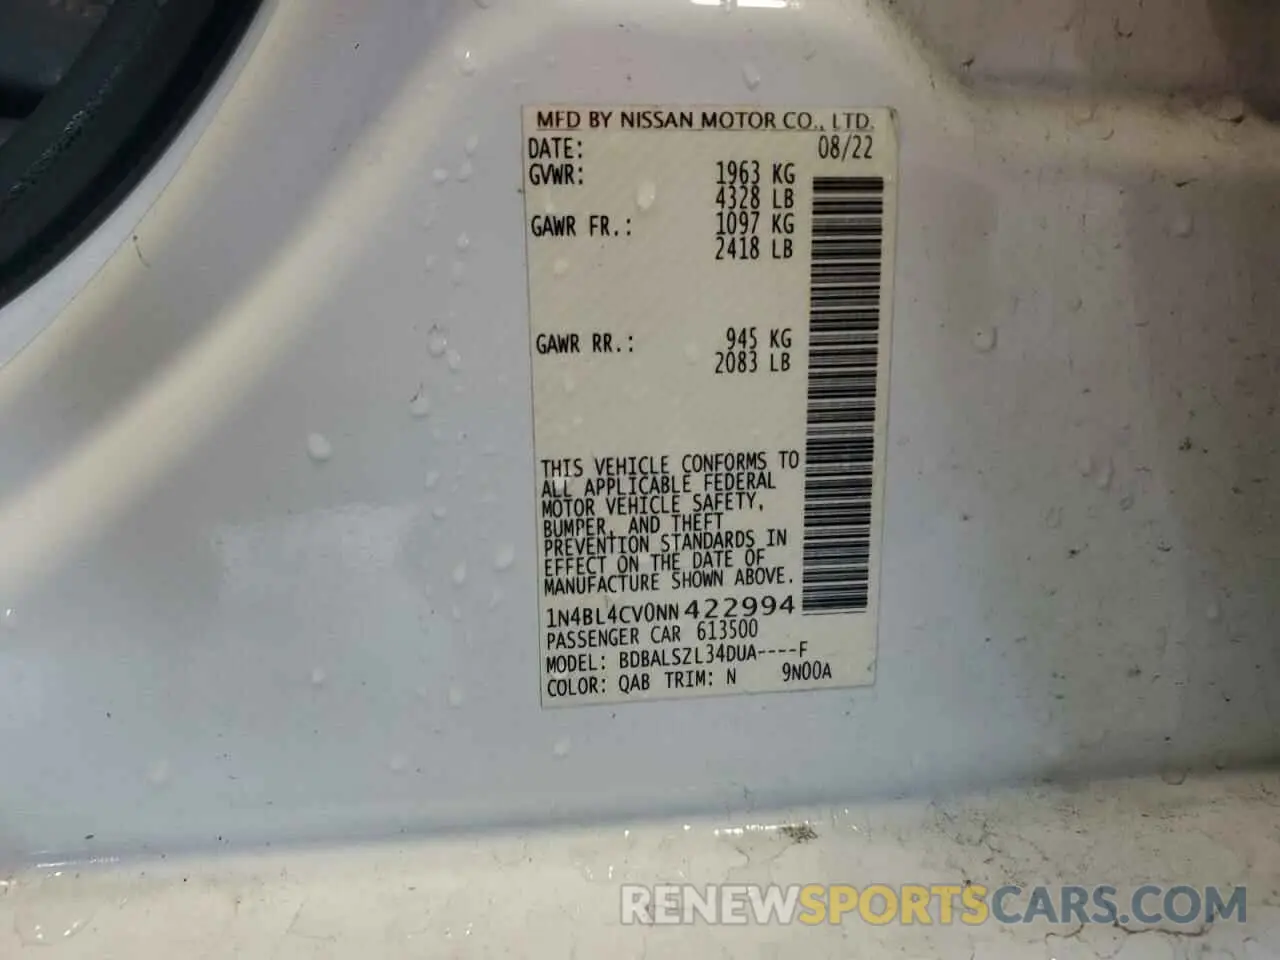 MFD BY NISSAN MOTOR CO., LTD.
DATE: 08/22
GVWR: 1963 KG
4328 LB
GAWR FR.: 1097 KG
2418 LB
GAWR RR.: 945 KG
2083 LB
THIS VEHICLE CONFORMS TO
ALL APPLICABLE FEDERAL
MOTOR VEHICLE SAFETY,
BUMPER, AND THEFT
PREVENTION STANDARDS IN
EFFECT ON THE DATE OF
MANUFACTURE SHOWN ABOVE.
1N4BL4CV0NN422994
PASSENGER CAR 613500
MODEL: BDBALSZL34DUA----F
COLOR: QAB TRIM: N 9N00A
RENEWSPORTSCARS.COM